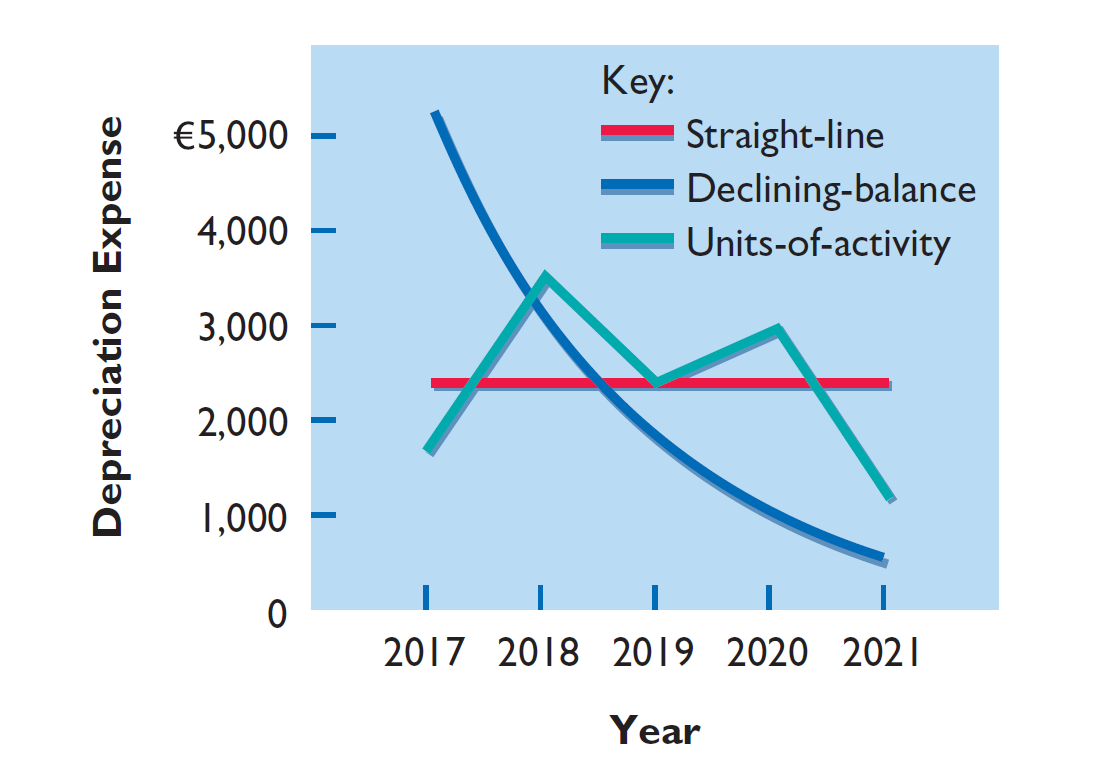 Key:
Straight-line
Declining-balance
Units-of-activity
Depreciation Expense
€5,000
4,000
3,000
2,000
1,000
0
2017 2018 2019 2020 2021
Year